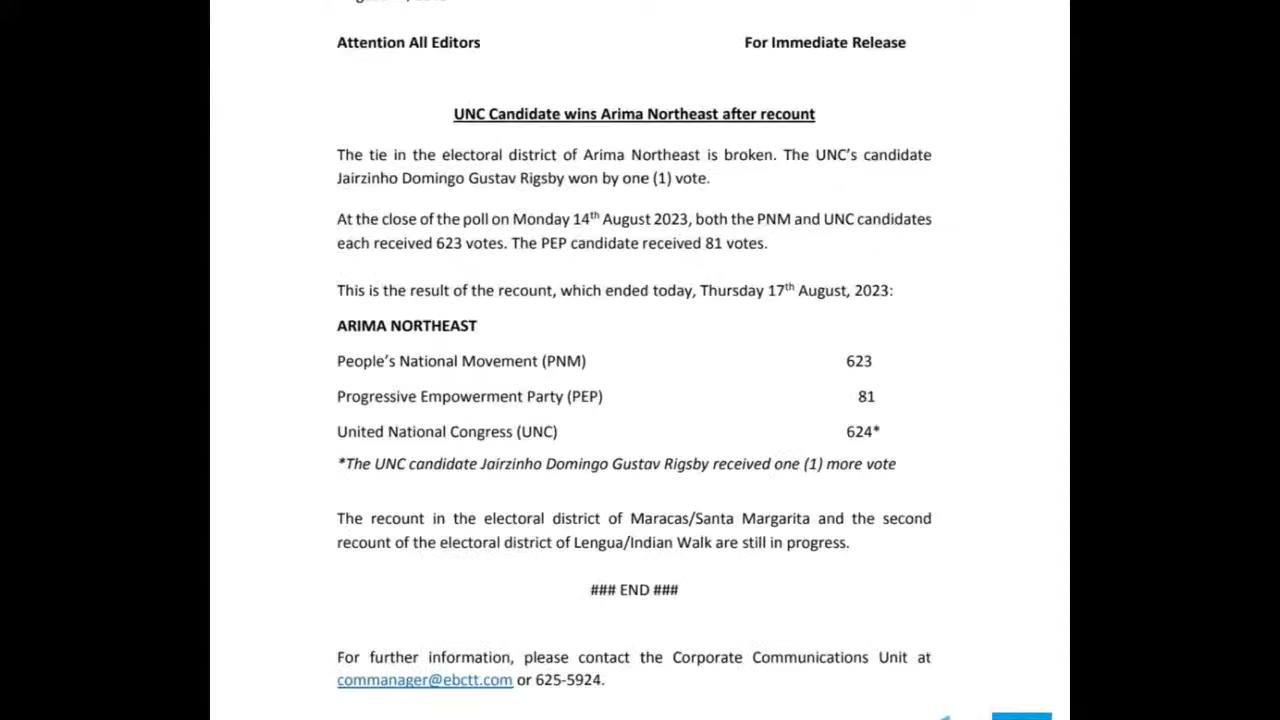 Attention All Editors For Immediate Release
UNC Candidate wins Arima Northeast after recount
The tie in the electoral district of Arima Northeast is broken. The UNC’s candidate
Jairzinho Domingo Gustav Rigsby won by one (1) vote.
At the close of the poll on Monday 14th August 2023, both the PNM and UNC candidates
each received 623 votes. The PEP candidate received 81 votes.
This is the result of the recount, which ended today, Thursday 17th August, 2023:
ARIMA NORTHEAST
People’s National Movement (PNM) 623
Progressive Empowerment Party (PEP) 81
United National Congress (UNC) 624*
*The UNC candidate Jairzinho Domingo Gustav Rigsby received one (1) more vote
The recount in the electoral district of Maracas/Santa Margarita and the second
recount of the electoral district of Lengua/Indian Walk are still in progress.
### END ###
For further information, please contact the Corporate Communications Unit at
commanager@ebctt.com or 625-5924.